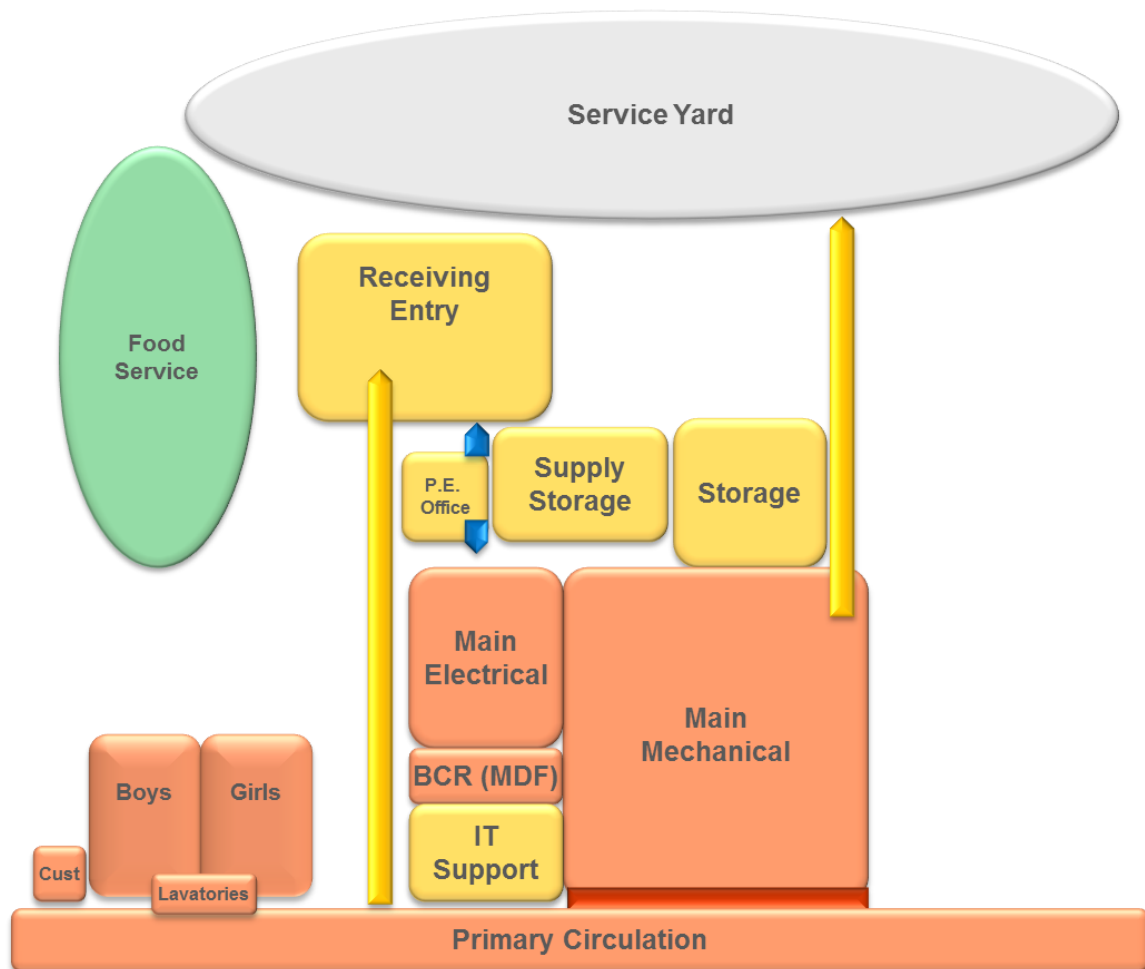 Service Yard
Receiving
Entry
Food
Service
P.E.
Office
Supply
Storage
Storage
Main
Electrical
Main
Mechanical
BCR (MDF)
IT
Support
Boys
Girls
Cust
Lavatories
Primary Circulation